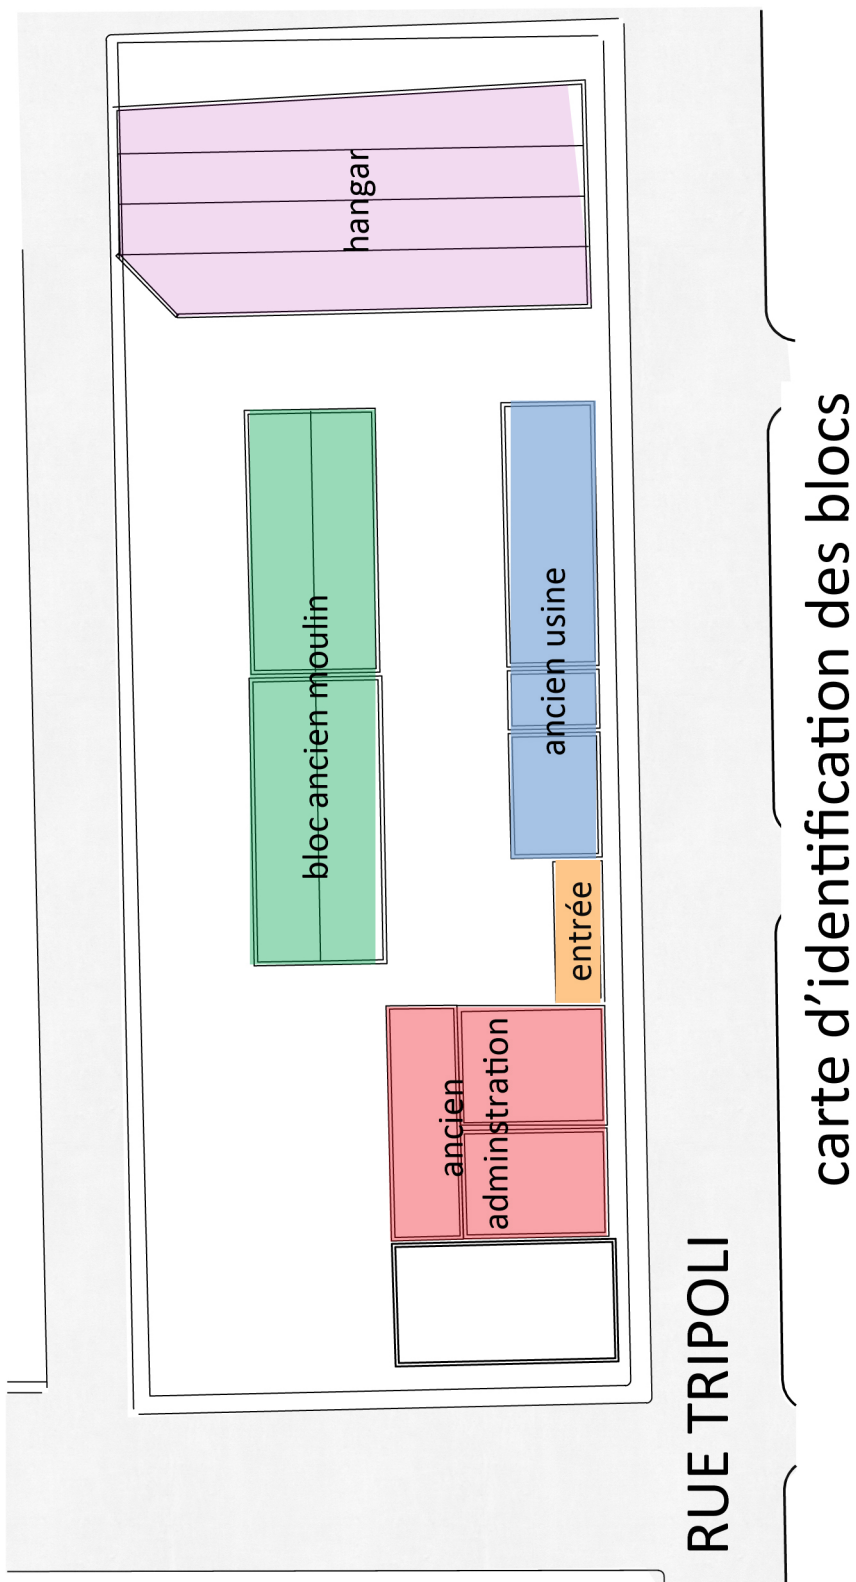 hangar
bloc ancien moulin
ancien usine
entrée
ancien
adminstration
RUE TRIPOLI
carte d’identification des blocs